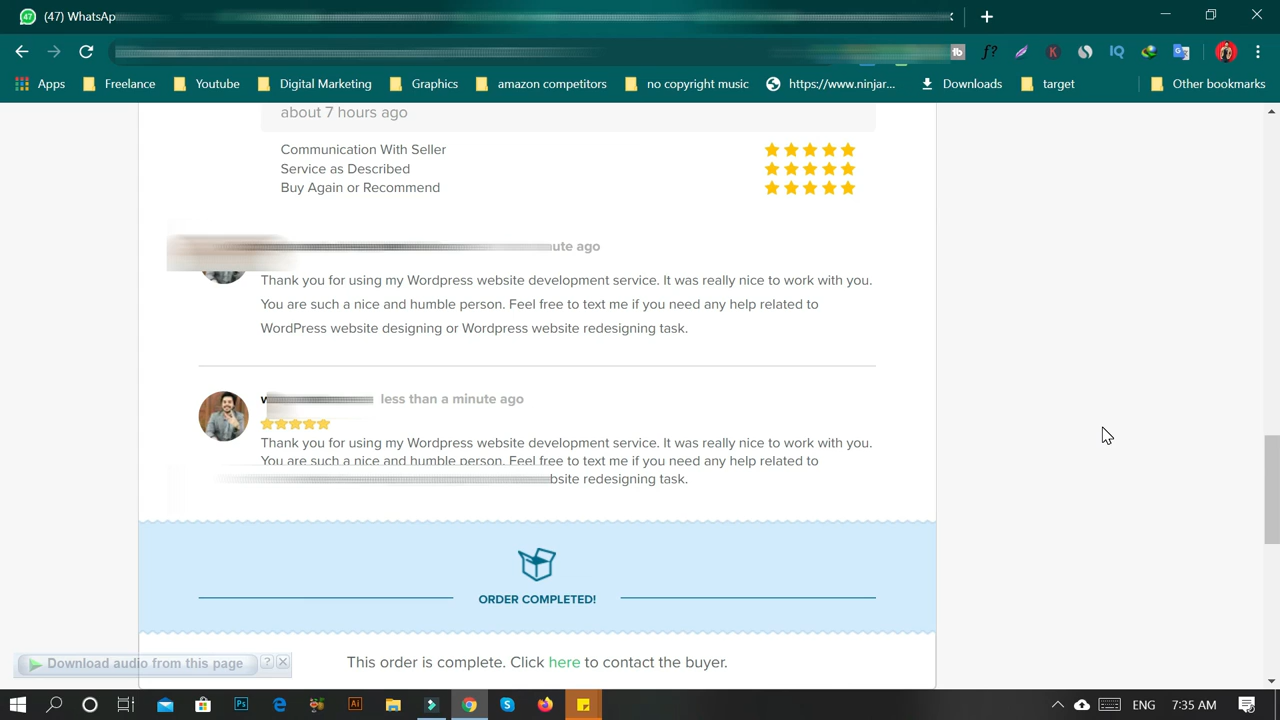 (47) WhatsAp
Apps Freelance Youtube Digital Marketing Graphics amazon competitors no copyright music https://www.ninjar... Downloads target Other bookmarks
about 7 hours ago
Communication With Seller
Service as Described
Buy Again or Recommend
ute ago
Thank you for using my Wordpress website development service. It was really nice to work with you.
You are such a nice and humble person. Feel free to text me if you need any help related to
WordPress website designing or Wordpress website redesigning task.
less than a minute ago
Thank you for using my Wordpress website development service. It was really nice to work with you.
You are such a nice and humble person. Feel free to text me if you need any help related to
bsite redesigning task.
ORDER COMPLETED!
Download audio from this page ?
This order is complete. Click here to contact the buyer.
ENG 7:35 AM